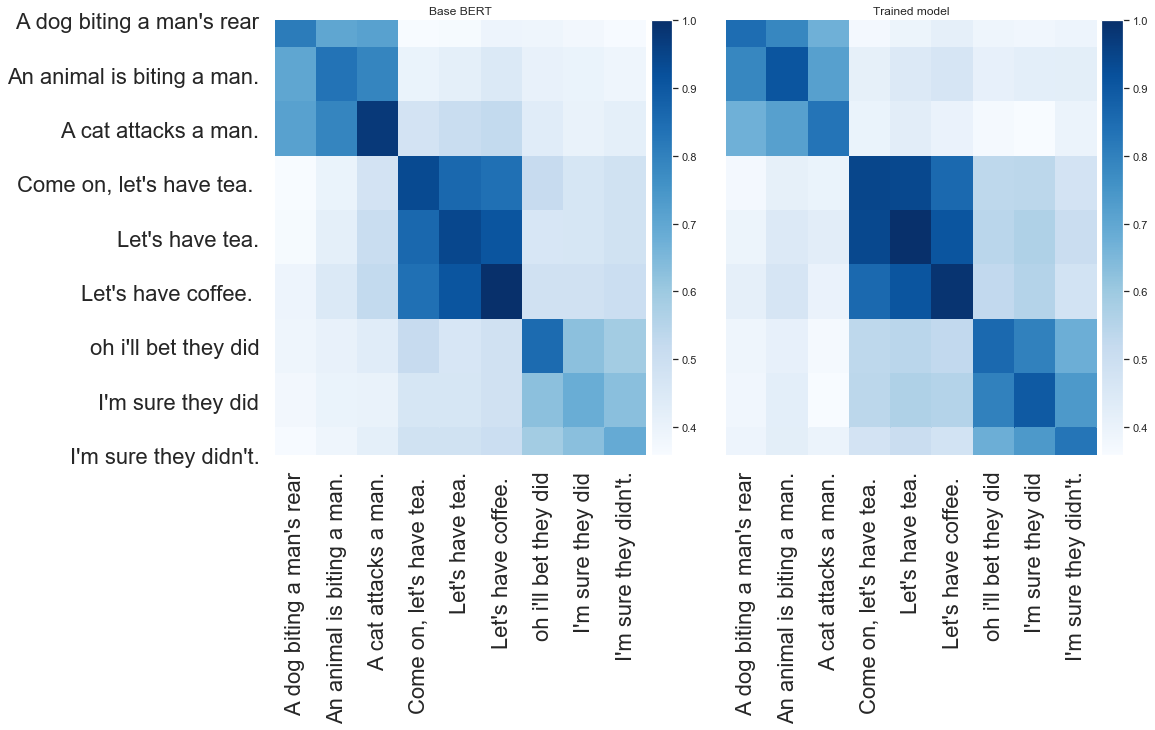 Base BERT
Trained model
A dog biting a man's rear
An animal is biting a man.
A cat attacks a man.
Come on, let's have tea.
Let's have tea.
Let's have coffee.
oh i'll bet they did
I'm sure they did
I'm sure they didn't.
1.0
0.9
0.8
0.7
0.6
0.5
0.4
1.0
0.9
0.8
0.7
0.6
0.5
0.4
A dog biting a man's rear
An animal is biting a man.
A cat attacks a man.
Come on, let's have tea.
Let's have tea.
Let's have coffee.
oh i'll bet they did
I'm sure they did
I'm sure they didn't.
A dog biting a man's rear
An animal is biting a man.
A cat attacks a man.
Come on, let's have tea.
Let's have tea.
Let's have coffee.
oh i'll bet they did
I'm sure they did
I'm sure they didn't.